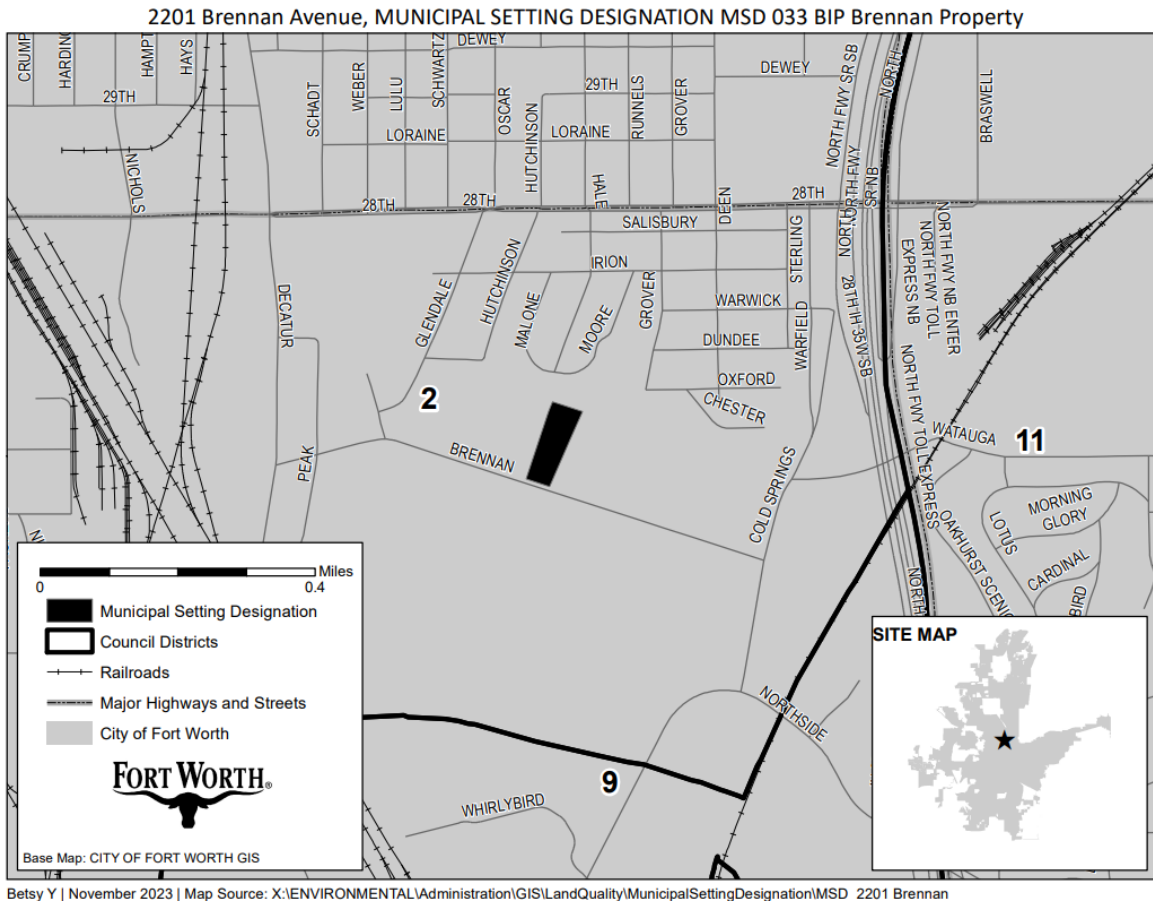 2201 Brennan Avenue, MUNICIPAL SETTING DESIGNATION MSD 033 BIP Brennan Property
CRUMP
HARDING
HAMPT
HAYS
DEWEY
SCHADT
WEBER
LULU
SCHWARTZ
OSCAR
HUTCHINSON
29TH
RUNNELS
GROVER
DEWEY
NORTH FWY SR SB
NORTH
BRASWELL
29TH
LORAINE
LORAINE
NICHOLS
HALE
DEEN
NORTH FWY
SR NB
28TH
28TH
28TH
NORTH
SALISBURY
STERLING
IRION
GLENDALE
HUTCHINSON
MALONE
MOORE
GROVER
WARWICK
DUNDEE
WARFIELD
OXFORD
CHESTER
28TH IH 35W SB
EXPRESS NB
NORTH FWY TOLL
NORTH FWY NB ENTER
NORTH FWY TOLL EXPRESS
DECATUR
2
PEAK
BRENNAN
COLD SPRINGS
WATAUGA
11
MORNING
GLORY
LOTUS
CARDINAL
BIRD
OAKHURST SCENIC
NORTH
NORTHSIDE
9
WHIRLYBIRD
0
0.4
Miles
Municipal Setting Designation
Council Districts
Railroads
Major Highways and Streets
City of Fort Worth
FORT WORTH®
Base Map: CITY OF FORT WORTH GIS
SITE MAP
Betsy Y | November 2023 | Map Source: X:\ENVIRONMENTAL\Administration\GIS\LandQuality\MunicipalSettingDesignation\MSD_2201 Brennan